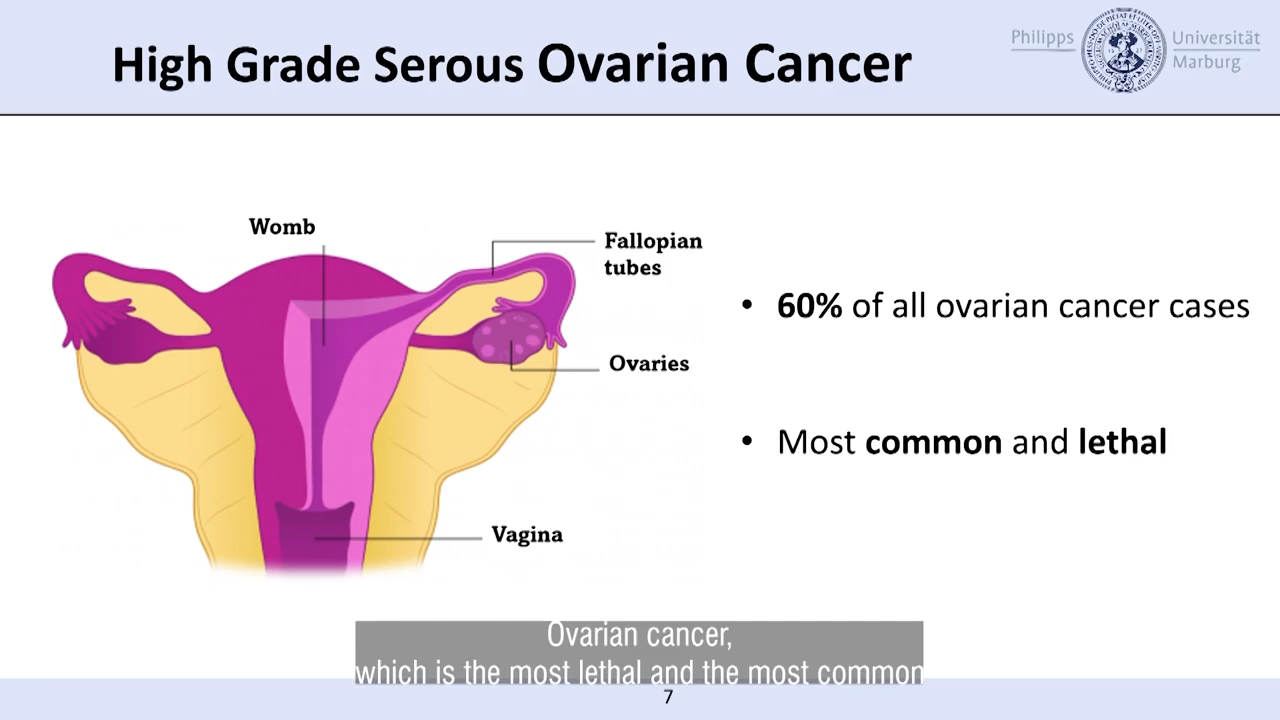 High Grade Serous Ovarian Cancer
Philipps
Universität
Marburg
Womb
Fallopian
tubes
Ovaries
Vagina
• 60% of all ovarian cancer cases
• Most common and lethal
Ovarian cancer,
which is the most lethal and the most common
7